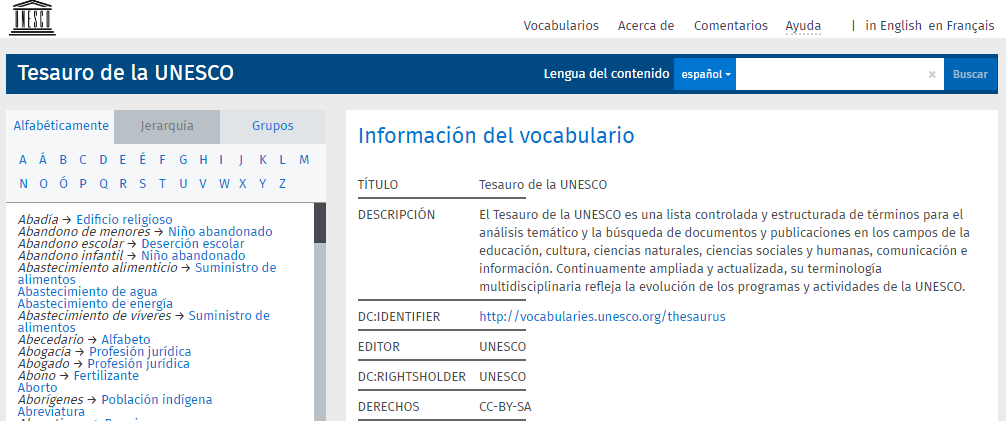 UNESCO
Vocabularios Acerca de Comentarios Ayuda | in English en Français
Tesauro de la UNESCO
Lengua del contenido español × Buscar
Alfabéticamente Jerarquía Grupos
A Á B C D E É F G H I J K L M
N O Ó P Q R S T U V W X Y Z
Abadía → Edificio religioso
Abandono de menores → Niño abandonado
Abandono escolar → Deserción escolar
Abandono infantil → Niño abandonado
Abastecimiento alimenticio → Suministro de
alimentos
Abastecimiento de agua
Abastecimiento de energía
Abastecimiento de víveres → Suministro de
alimentos
Abecedario → Alfabeto
Abogacía → Profesión jurídica
Abogado → Profesión jurídica
Abono → Fertilizante
Aborto
Aborígenes → Población indígena
Abreviatura
Información del vocabulario
TÍTULO Tesauro de la UNESCO
DESCRIPCIÓN El Tesauro de la UNESCO es una lista controlada y estructurada de términos para el
análisis temático y la búsqueda de documentos y publicaciones en los campos de la
educación, cultura, ciencias naturales, ciencias sociales y humanas, comunicación e
información. Continuamente ampliada y actualizada, su terminología
multidisciplinaria refleja la evolución de los programas y actividades de la UNESCO.
DC:IDENTIFIER http://vocabularies.unesco.org/thesaurus
EDITOR UNESCO
DC:RIGHTSHOLDER UNESCO
DERECHOS CC-BY-SA